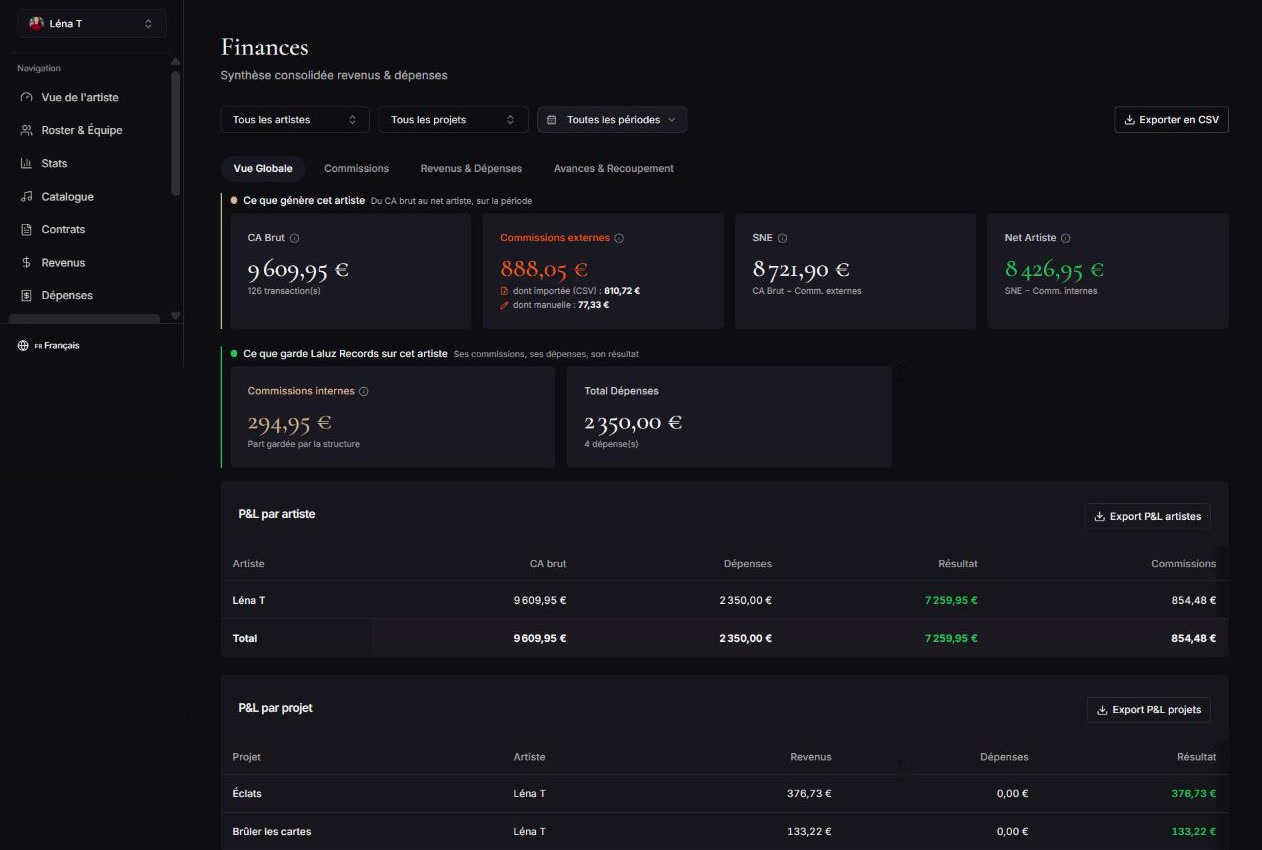 Léna T
Navigation
Vue de l'artiste
Roster & Équipe
Stats
Catalogue
Contrats
Revenus
Dépenses
FR Français
Finances
Synthèse consolidée revenus & dépenses
Tous les artistes
Tous les projets
Toutes les périodes
Exporter en CSV
Vue Globale Commissions Revenus & Dépenses Avances & Recoupement
Ce que génère cet artiste Du CA brut au net artiste, sur la période
CA Brut
9 609,95 €
126 transaction(s)
Commissions externes
888,05 €
dont importée (CSV) : 810,72 €
dont manuelle : 77,33 €
SNE
8 721,90 €
CA Brut – Comm. externes
Net Artiste
8 426,95 €
SNE – Comm. internes
Ce que garde Laluz Records sur cet artiste Ses commissions, ses dépenses, son résultat
Commissions internes
294,95 €
Part gardée par la structure
Total Dépenses
2 350,00 €
4 dépense(s)
P&L par artiste
Export P&L artistes
Artiste CA brut Dépenses Résultat Commissions
Léna T 9 609,95 € 2 350,00 € 7 259,95 € 854,48 €
Total 9 609,95 € 2 350,00 € 7 259,95 € 854,48 €
P&L par projet
Export P&L projets
Projet Artiste Revenus Dépenses Résultat
Éclats Léna T 376,73 € 0,00 € 376,73 €
Brûler les cartes Léna T 133,22 € 0,00 € 133,22 €